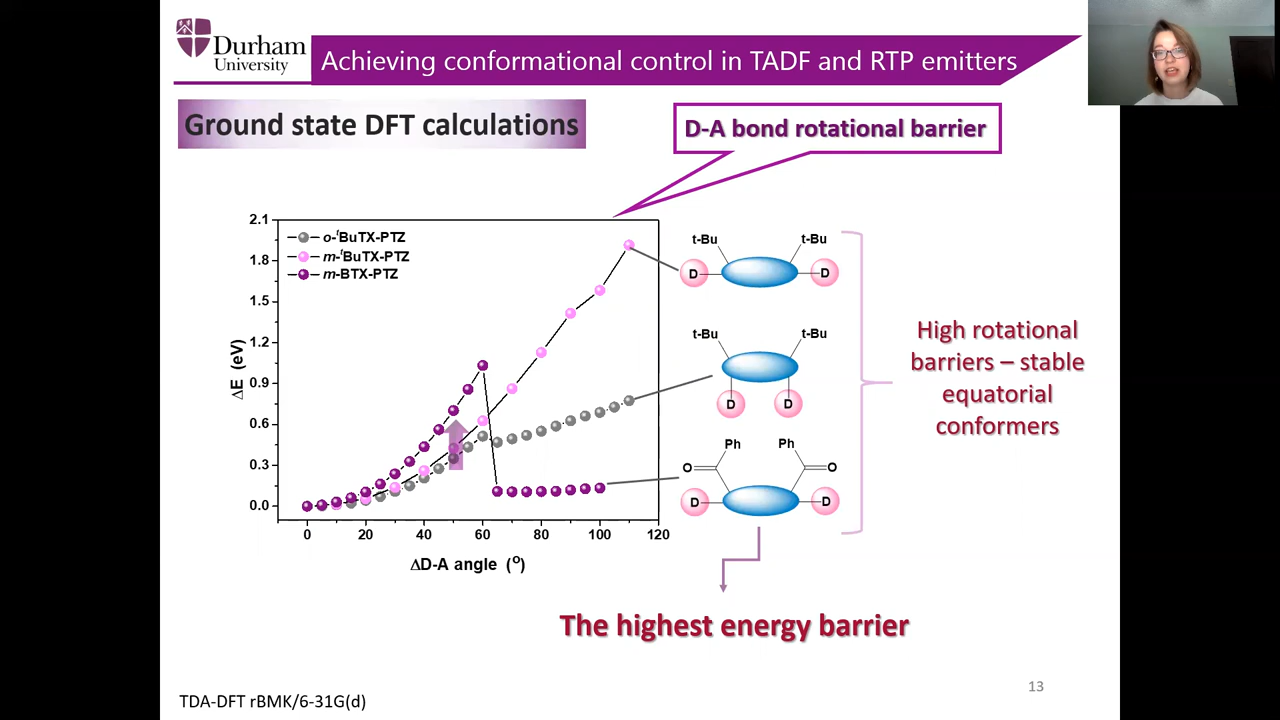 Durham
University
Achieving conformational control in TADF and RTP emitters
Ground state DFT calculations
D-A bond rotational barrier
2.1
1.8
1.5
1.2
0.9
0.6
0.3
0.0
ΔE (eV)
o-tBuTX-PTZ
m-tBuTX-PTZ
m-BTX-PTZ
0 20 40 60 80 100 120
ΔD-A angle (o)
t-Bu t-Bu
D D
t-Bu t-Bu
D D
Ph Ph
O O
D D
High rotational
barriers – stable
equatorial
conformers
The highest energy barrier
13
TDA-DFT rBMK/6-31G(d)